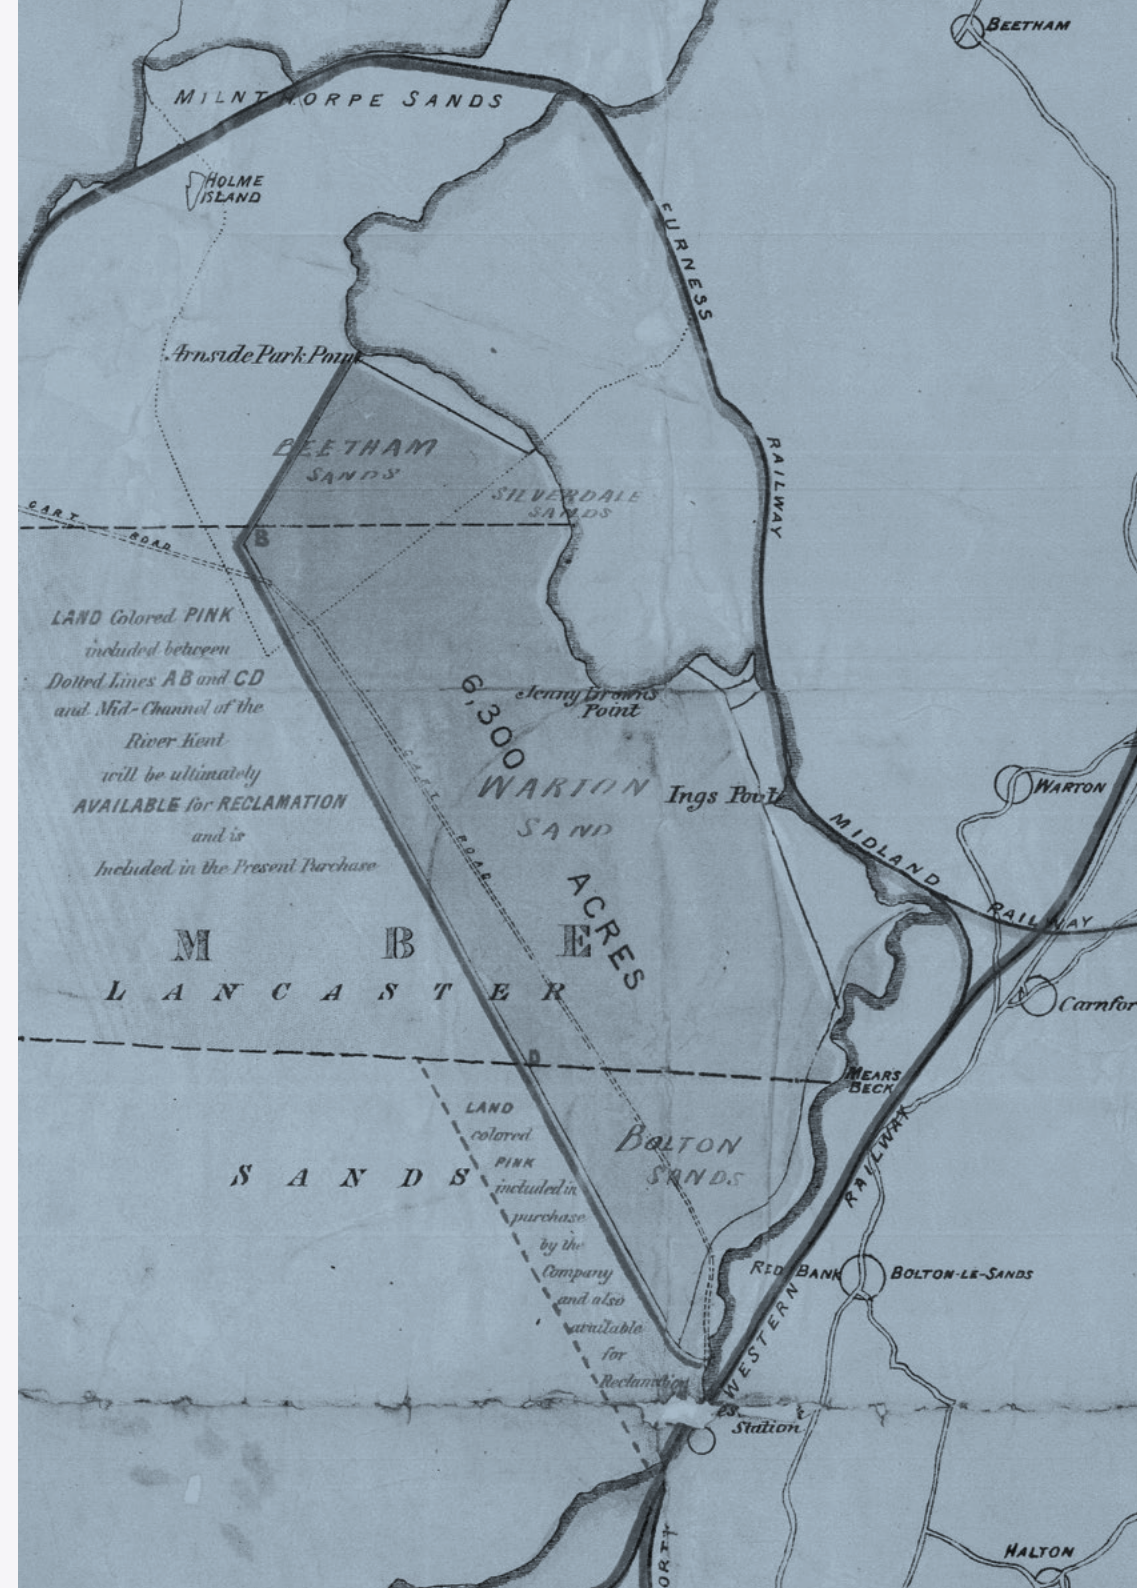 BEETHAM
MILNTHORPE SANDS
HOLME
ISLAND
FURNESS
RAILWAY
Arnside Park Point
BEETHAM
SANDS
SILVERDALE
SANDS
CART
ROAD
B
LAND Colored PINK
included between
Dotted Lines AB and CD
and Mid-Channel of the
River Kent
will be ultimately
AVAILABLE for RECLAMATION
and is
Included in the Present Purchase
Jenny Brown's
Point
6,300
ACRES
WARTON
SAND
CART ROAD
Ings Point
WARTON
MIDLAND
RAILWAY
M B E
LANCASTER
SANDS
Carnfor
D
MEARS
BECK
LAND
colored
PINK
included in
purchase
by the
Company
and also
available
for
Reclamation
BOLTON
SANDS
RED BANK
BOLTON-LE-SANDS
WESTERN
RAILWAY
es
Station
HALTON